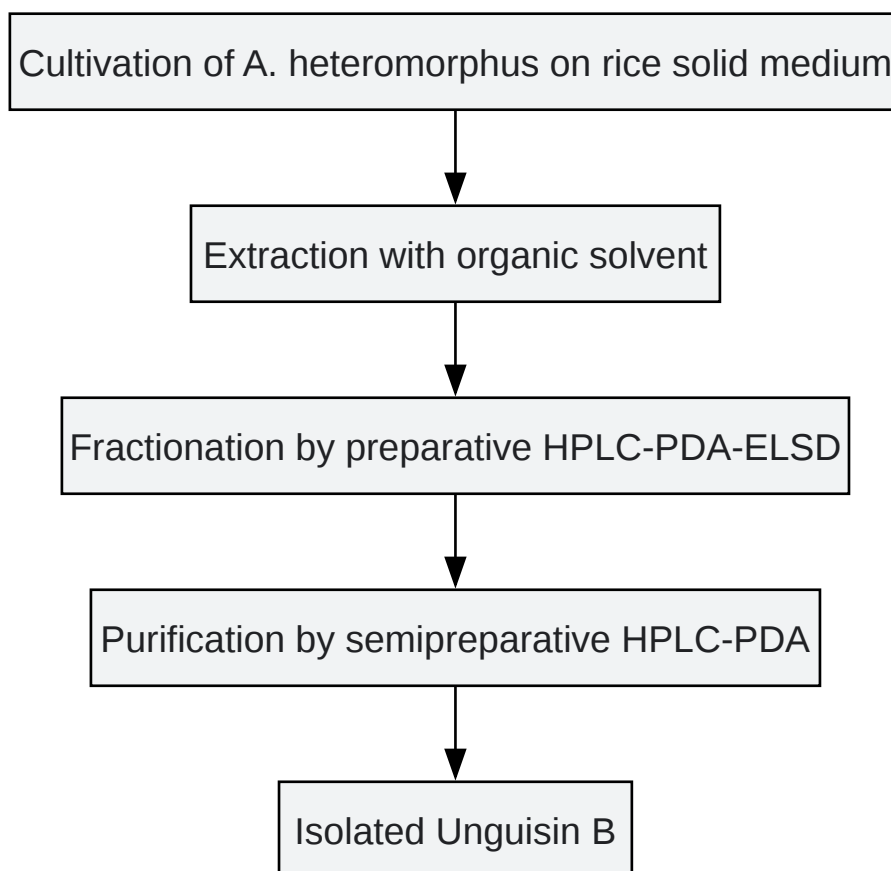 Cultivation of A. heteromorphus on rice solid medium
Extraction with organic solvent
Fractionation by preparative HPLC-PDA-ELSD
Purification by semipreparative HPLC-PDA
Isolated Unguisin B